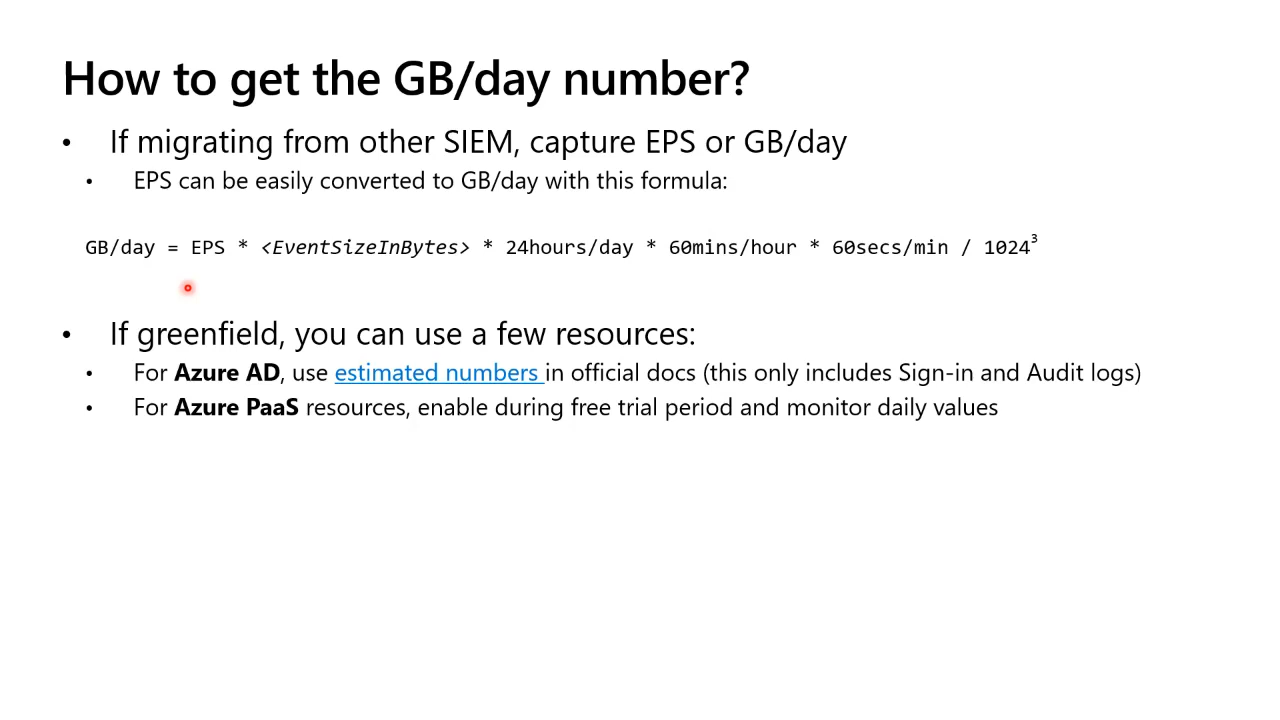 How to get the GB/day number?
• If migrating from other SIEM, capture EPS or GB/day
• EPS can be easily converted to GB/day with this formula:
GB/day = EPS * <EventSizeInBytes> * 24hours/day * 60mins/hour * 60secs/min / 1024³
• If greenfield, you can use a few resources:
• For Azure AD, use estimated numbers in official docs (this only includes Sign-in and Audit logs)
• For Azure PaaS resources, enable during free trial period and monitor daily values